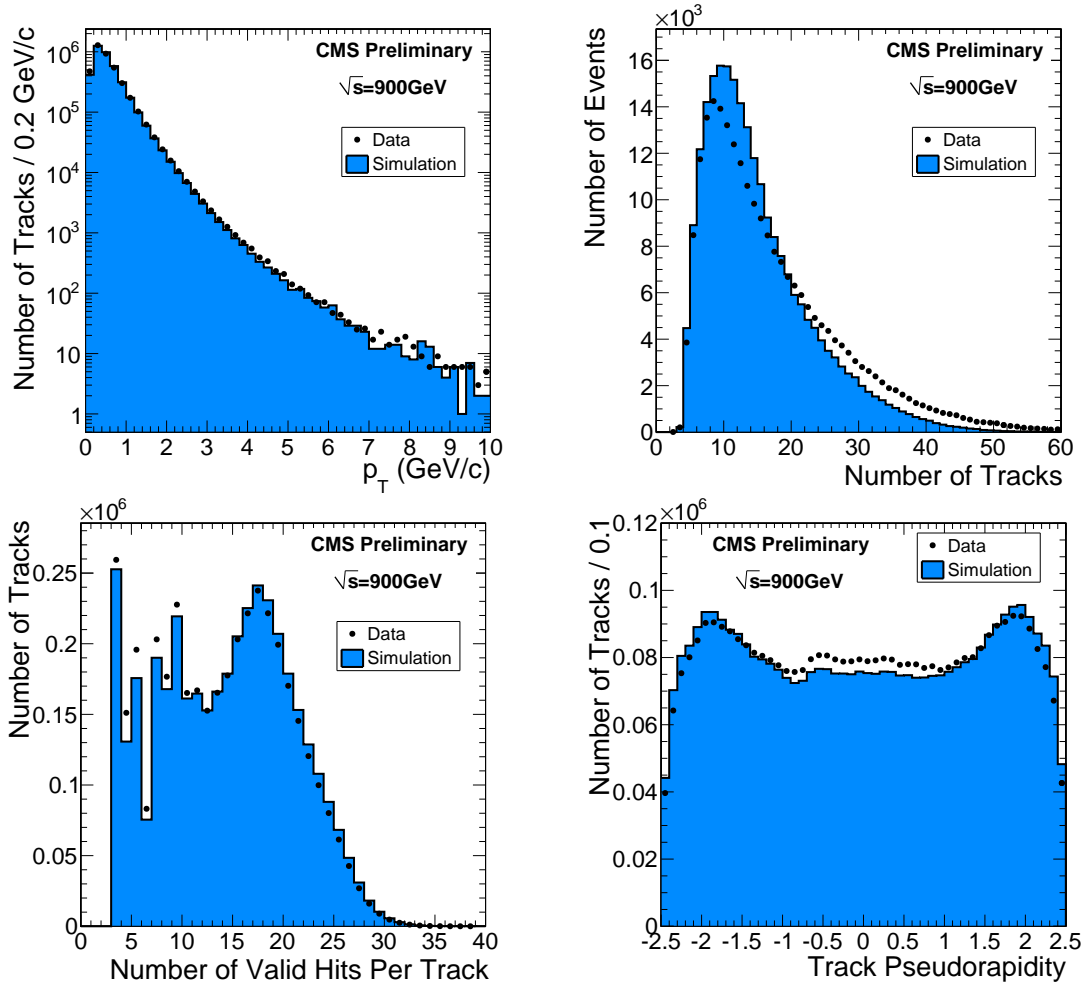 Number of Tracks / 0.2 GeV/c
10^6
10^5
10^4
10^3
10^2
10
1
CMS Preliminary
√s=900GeV
Data
Simulation
0 1 2 3 4 5 6 7 8 9 10
p_T (GeV/c)
×10^3
Number of Events
16
14
12
10
8
6
4
2
0
CMS Preliminary
√s=900GeV
Data
Simulation
0 10 20 30 40 50 60
Number of Tracks
×10^6
Number of Tracks
0.25
0.2
0.15
0.1
0.05
0
CMS Preliminary
√s=900GeV
Data
Simulation
0 5 10 15 20 25 30 35 40
Number of Valid Hits Per Track
×10^6
Number of Tracks / 0.1
0.12
0.1
0.08
0.06
0.04
0.02
0
CMS Preliminary
√s=900GeV
Data
Simulation
-2.5 -2 -1.5 -1 -0.5 0 0.5 1 1.5 2 2.5
Track Pseudorapidity